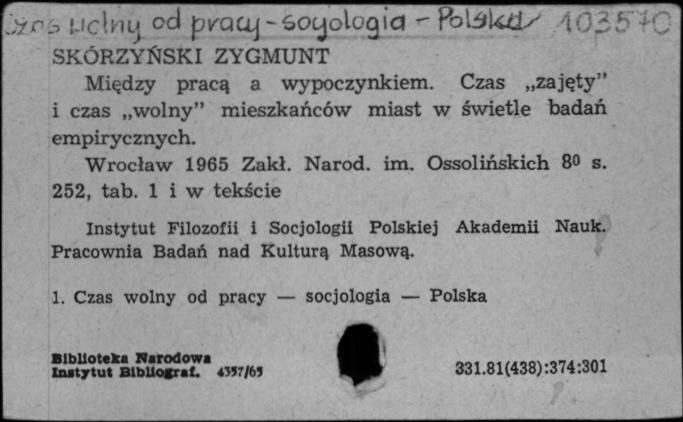 Czas wolny od pracy - socjologia - Polska 103570
SKÓRZYŃSKI ZYGMUNT
Między pracą a wypoczynkiem. Czas „zajęty”
i czas „wolny” mieszkańców miast w świetle badań
empirycznych.
Wrocław 1965 Zakł. Narod. im. Ossolińskich 8⁰ s.
252, tab. 1 i w tekście
Instytut Filozofii i Socjologii Polskiej Akademii Nauk.
Pracownia Badań nad Kulturą Masową.
1. Czas wolny od pracy — socjologia — Polska
Biblioteka Narodowa
Instytut Bibliograf. 4357/65
331.81(438):374:301